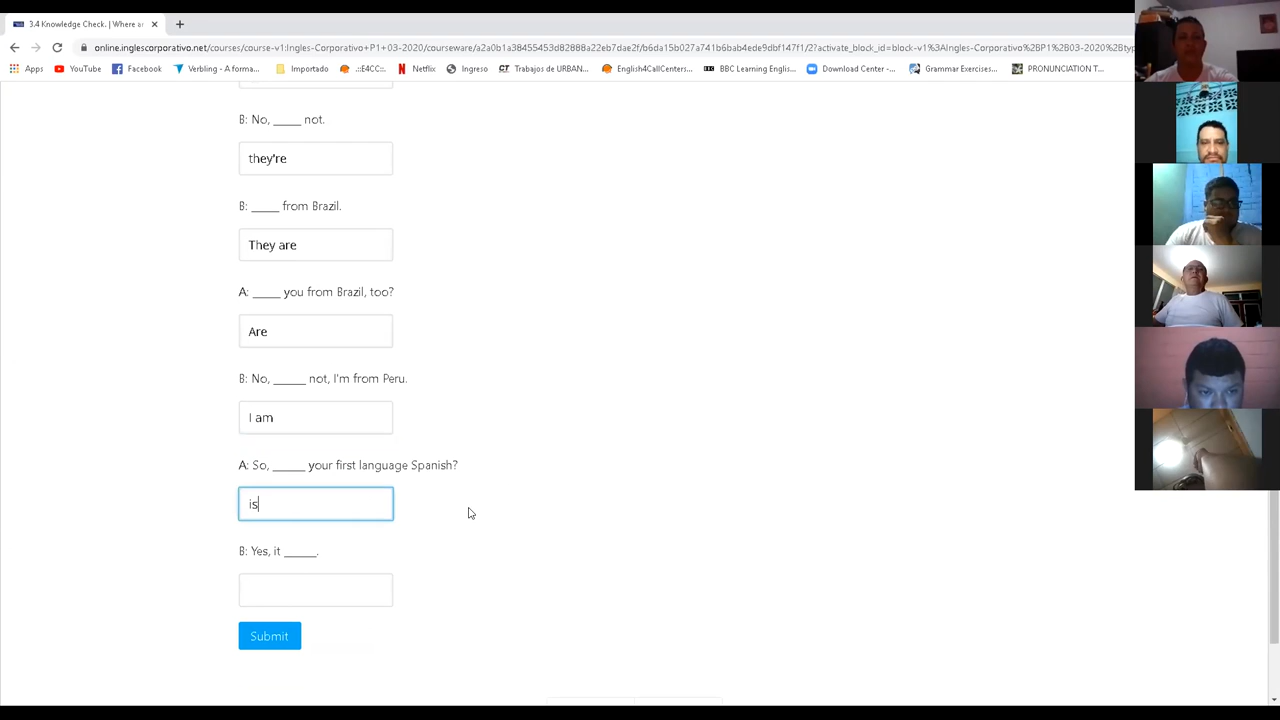 3.4 Knowledge Check. | Where a
online.inglescorporativo.net/courses/course-v1:Ingles-Corporativo+P1+03-2020/courseware/a2a0b1a38455453d82888a22eb7dae2f/b6da15b027a741b6bab4ede9dbf147f1/2?activate_block_id=block-v1%3AIngles-Corporativo%2BP1%2B03-2020%2Btyp
Apps YouTube Facebook Verbling - A forma... Importado .::E4CC::. Netflix Ingreso Trabajos de URBAN... English4CallCenters... BBC Learning Englis... Download Center -... Grammar Exercises... PRONUNCIATION T...
B: No, _____ not.
they're
B: _____ from Brazil.
They are
A: _____ you from Brazil, too?
Are
B: No, ______ not, I'm from Peru.
I am
A: So, ______ your first language Spanish?
is
B: Yes, it ______.
Submit